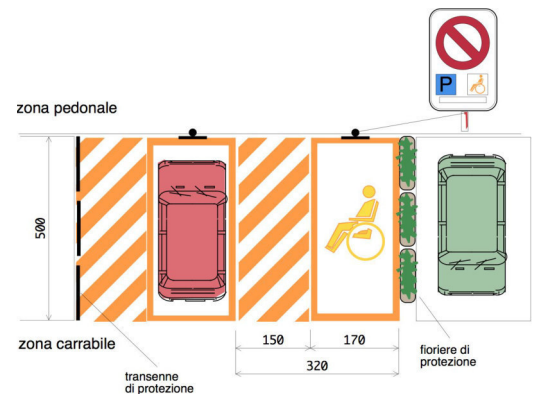 P
zona pedonale
500
zona carrabile
150
170
320
transenne
di protezione
fioriere di
protezione